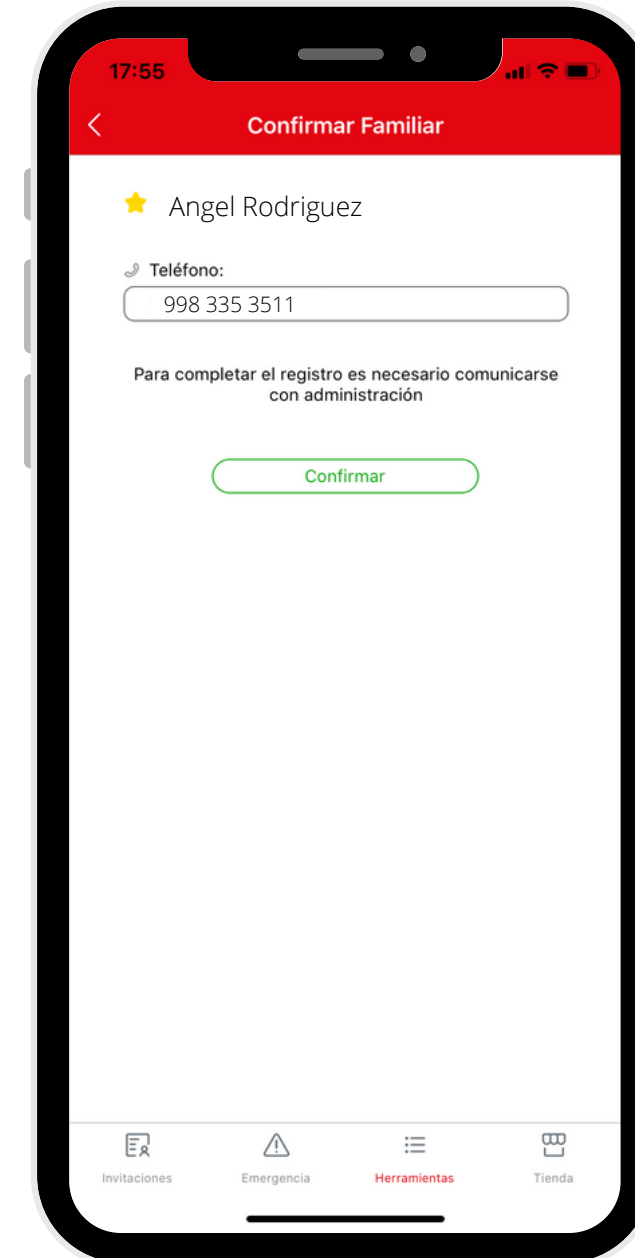 17:55
Confirmar Familiar
Angel Rodriguez
Teléfono:
998 335 3511
Para completar el registro es necesario comunicarse
con administración
Confirmar
Invitaciones
Emergencia
Herramientas
Tienda